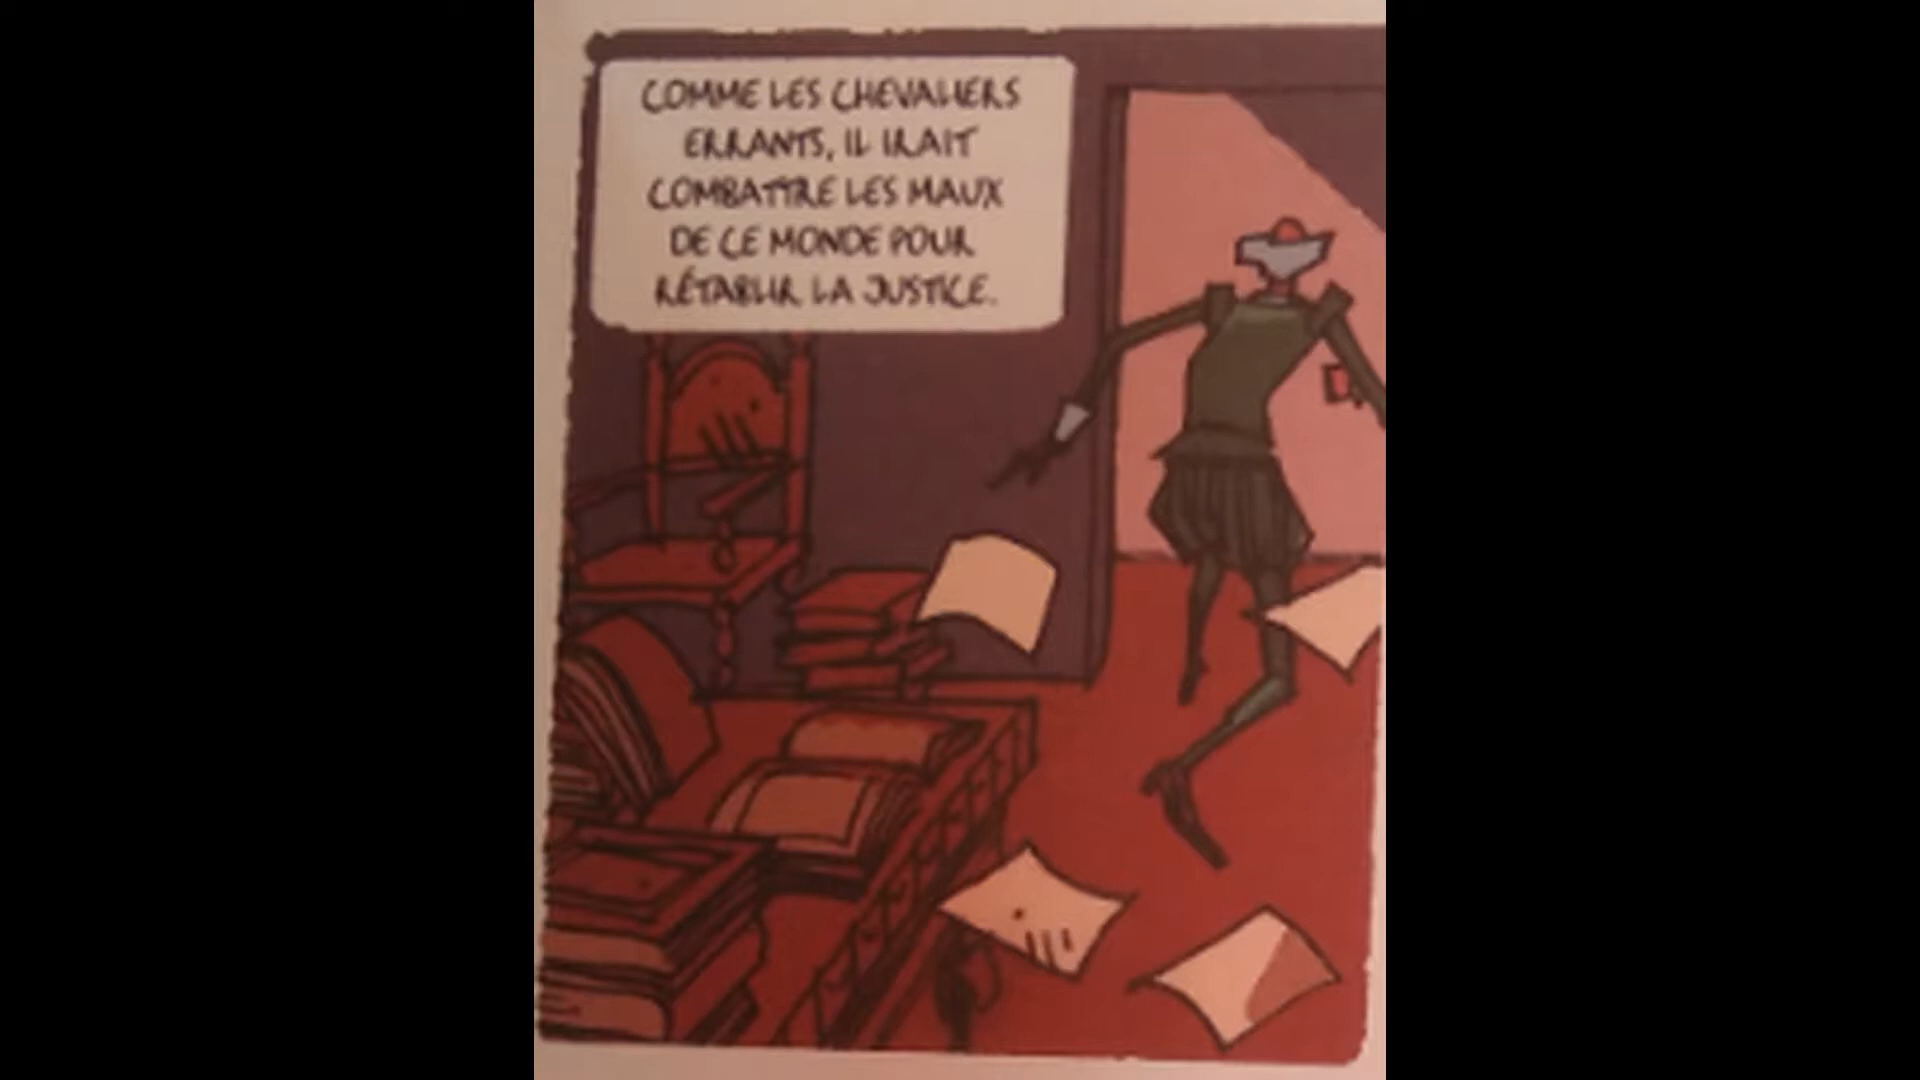 COMME LES CHEVALIERS
ERRANTS, IL IRAIT
COMBATTRE LES MAUX
DE CE MONDE POUR
RÉTABLIR LA JUSTICE.